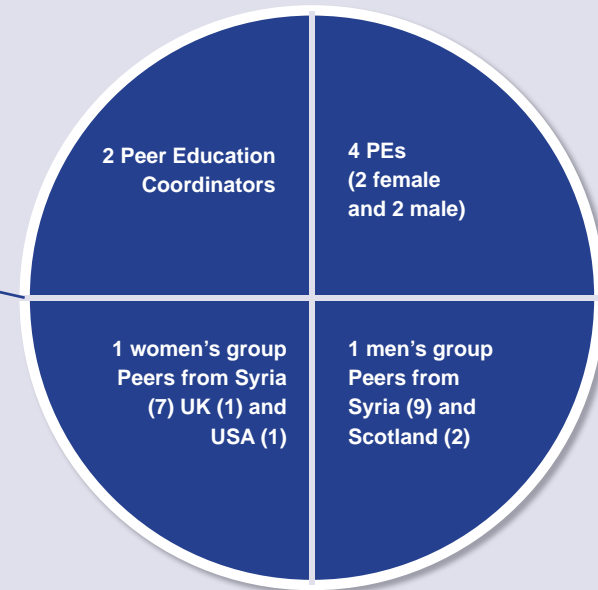 2 Peer Education
Coordinators
4 PEs
(2 female
and 2 male)
1 women’s group
Peers from Syria
(7) UK (1) and
USA (1)
1 men’s group
Peers from
Syria (9) and
Scotland (2)